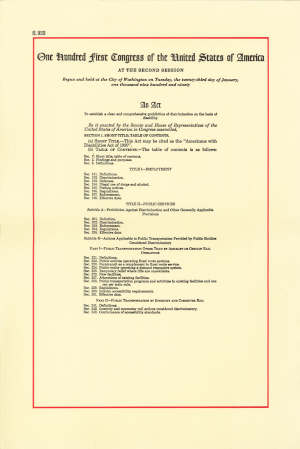 S. 933
One Hundred First Congress of the United States of America
AT THE SECOND SESSION
Begun and held at the City of Washington on Tuesday, the twenty-third day of January,
one thousand nine hundred and ninety
An Act
To establish a clear and comprehensive prohibition of discrimination on the basis of
disability.
Be it enacted by the Senate and House of Representatives of the
United States of America in Congress assembled,
SECTION 1. SHORT TITLE; TABLE OF CONTENTS.
(a) SHORT TITLE.—This Act may be cited as the "Americans with
Disabilities Act of 1990".
(b) TABLE OF CONTENTS.—The table of contents is as follows:
Sec. 1. Short title; table of contents.
Sec. 2. Findings and purposes.
Sec. 3. Definitions.
TITLE I—EMPLOYMENT
Sec. 101. Definitions.
Sec. 102. Discrimination.
Sec. 103. Defenses.
Sec. 104. Illegal use of drugs and alcohol.
Sec. 105. Posting notices.
Sec. 106. Regulations.
Sec. 107. Enforcement.
Sec. 108. Effective date.
TITLE II—PUBLIC SERVICES
Subtitle A—Prohibition Against Discrimination and Other Generally Applicable
Provisions
Sec. 201. Definition.
Sec. 202. Discrimination.
Sec. 203. Enforcement.
Sec. 204. Regulations.
Sec. 205. Effective date.
Subtitle B—Actions Applicable to Public Transportation Provided by Public Entities
Considered Discriminatory
PART I—PUBLIC TRANSPORTATION OTHER THAN BY AIRCRAFT OR CERTAIN RAIL
OPERATIONS
Sec. 221. Definitions.
Sec. 222. Public entities operating fixed route systems.
Sec. 223. Paratransit as a complement to fixed route service.
Sec. 224. Public entity operating a demand responsive system.
Sec. 225. Temporary relief where lifts are unavailable.
Sec. 226. New facilities.
Sec. 227. Alterations of existing facilities.
Sec. 228. Public transportation programs and activities in existing facilities and one
car per train rule.
Sec. 229. Regulations.
Sec. 230. Interim accessibility requirements.
Sec. 231. Effective date.
PART II—PUBLIC TRANSPORTATION BY INTERCITY AND COMMUTER RAIL
Sec. 241. Definitions.
Sec. 242. Intercity and commuter rail actions considered discriminatory.
Sec. 243. Conformance of accessibility standards.